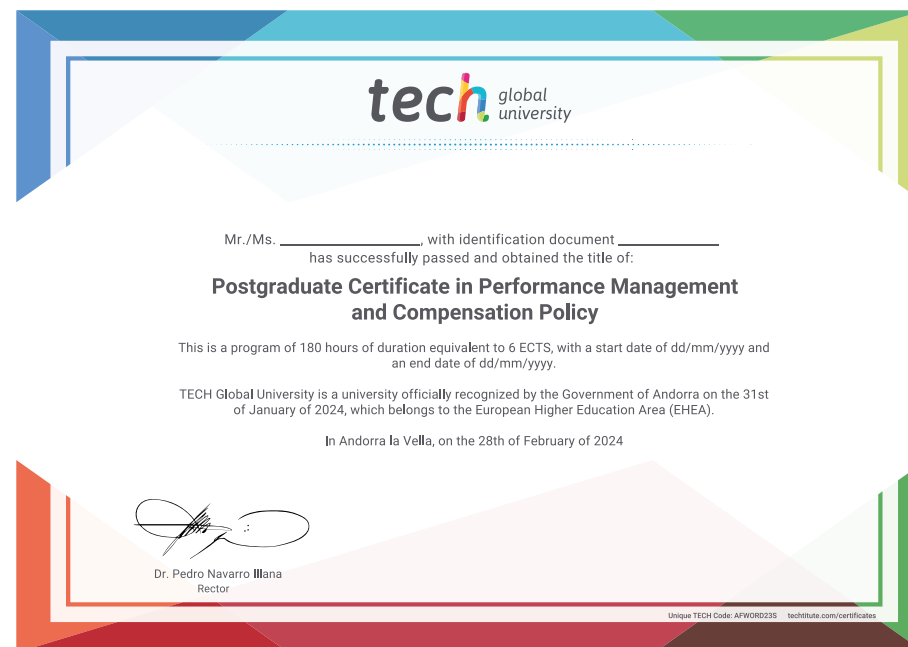 tech global
university
Mr./Ms. ________________, with identification document ___________
has successfully passed and obtained the title of:
Postgraduate Certificate in Performance Management
and Compensation Policy
This is a program of 180 hours of duration equivalent to 6 ECTS, with a start date of dd/mm/yyyy and
an end date of dd/mm/yyyy.
TECH Global University is a university officially recognized by the Government of Andorra on the 31st
of January of 2024, which belongs to the European Higher Education Area (EHEA).
In Andorra la Vella, on the 28th of February of 2024
Dr. Pedro Navarro Illana
Rector
Unique TECH Code: AFWORD23S techtitute.com/certificates